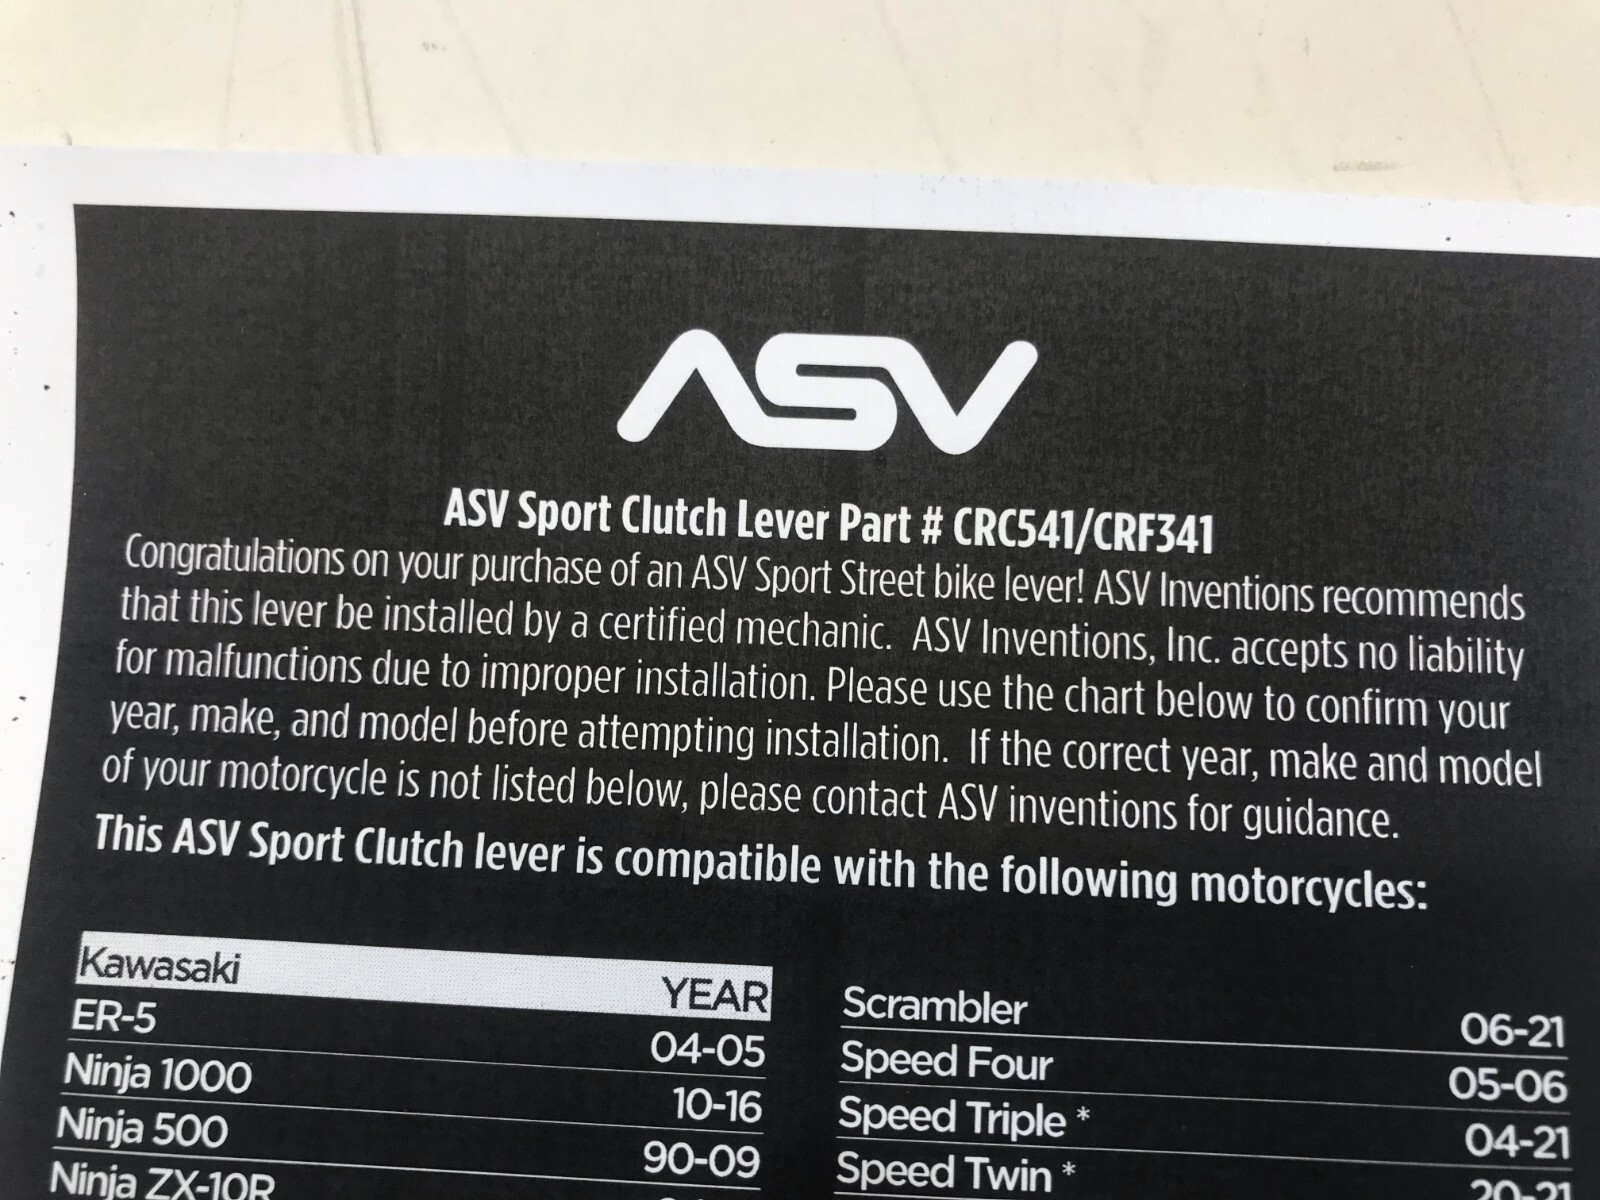 ASV
ASV Sport Clutch Lever Part # CRC541/CRF341
Congratulations on your purchase of an ASV Sport Street bike lever! ASV Inventions recommends
that this lever be installed by a certified mechanic. ASV Inventions, Inc. accepts no liability
for malfunctions due to improper installation. Please use the chart below to confirm your
year, make, and model before attempting installation. If the correct year, make and model
of your motorcycle is not listed below, please contact ASV inventions for guidance.
This ASV Sport Clutch lever is compatible with the following motorcycles:
Kawasaki YEAR
ER-5 04-05
Ninja 1000 10-16
Ninja 500 90-09
Ninja ZX-10R
Scrambler 06-21
Speed Four 05-06
Speed Triple * 04-21
Speed Twin * 20-21